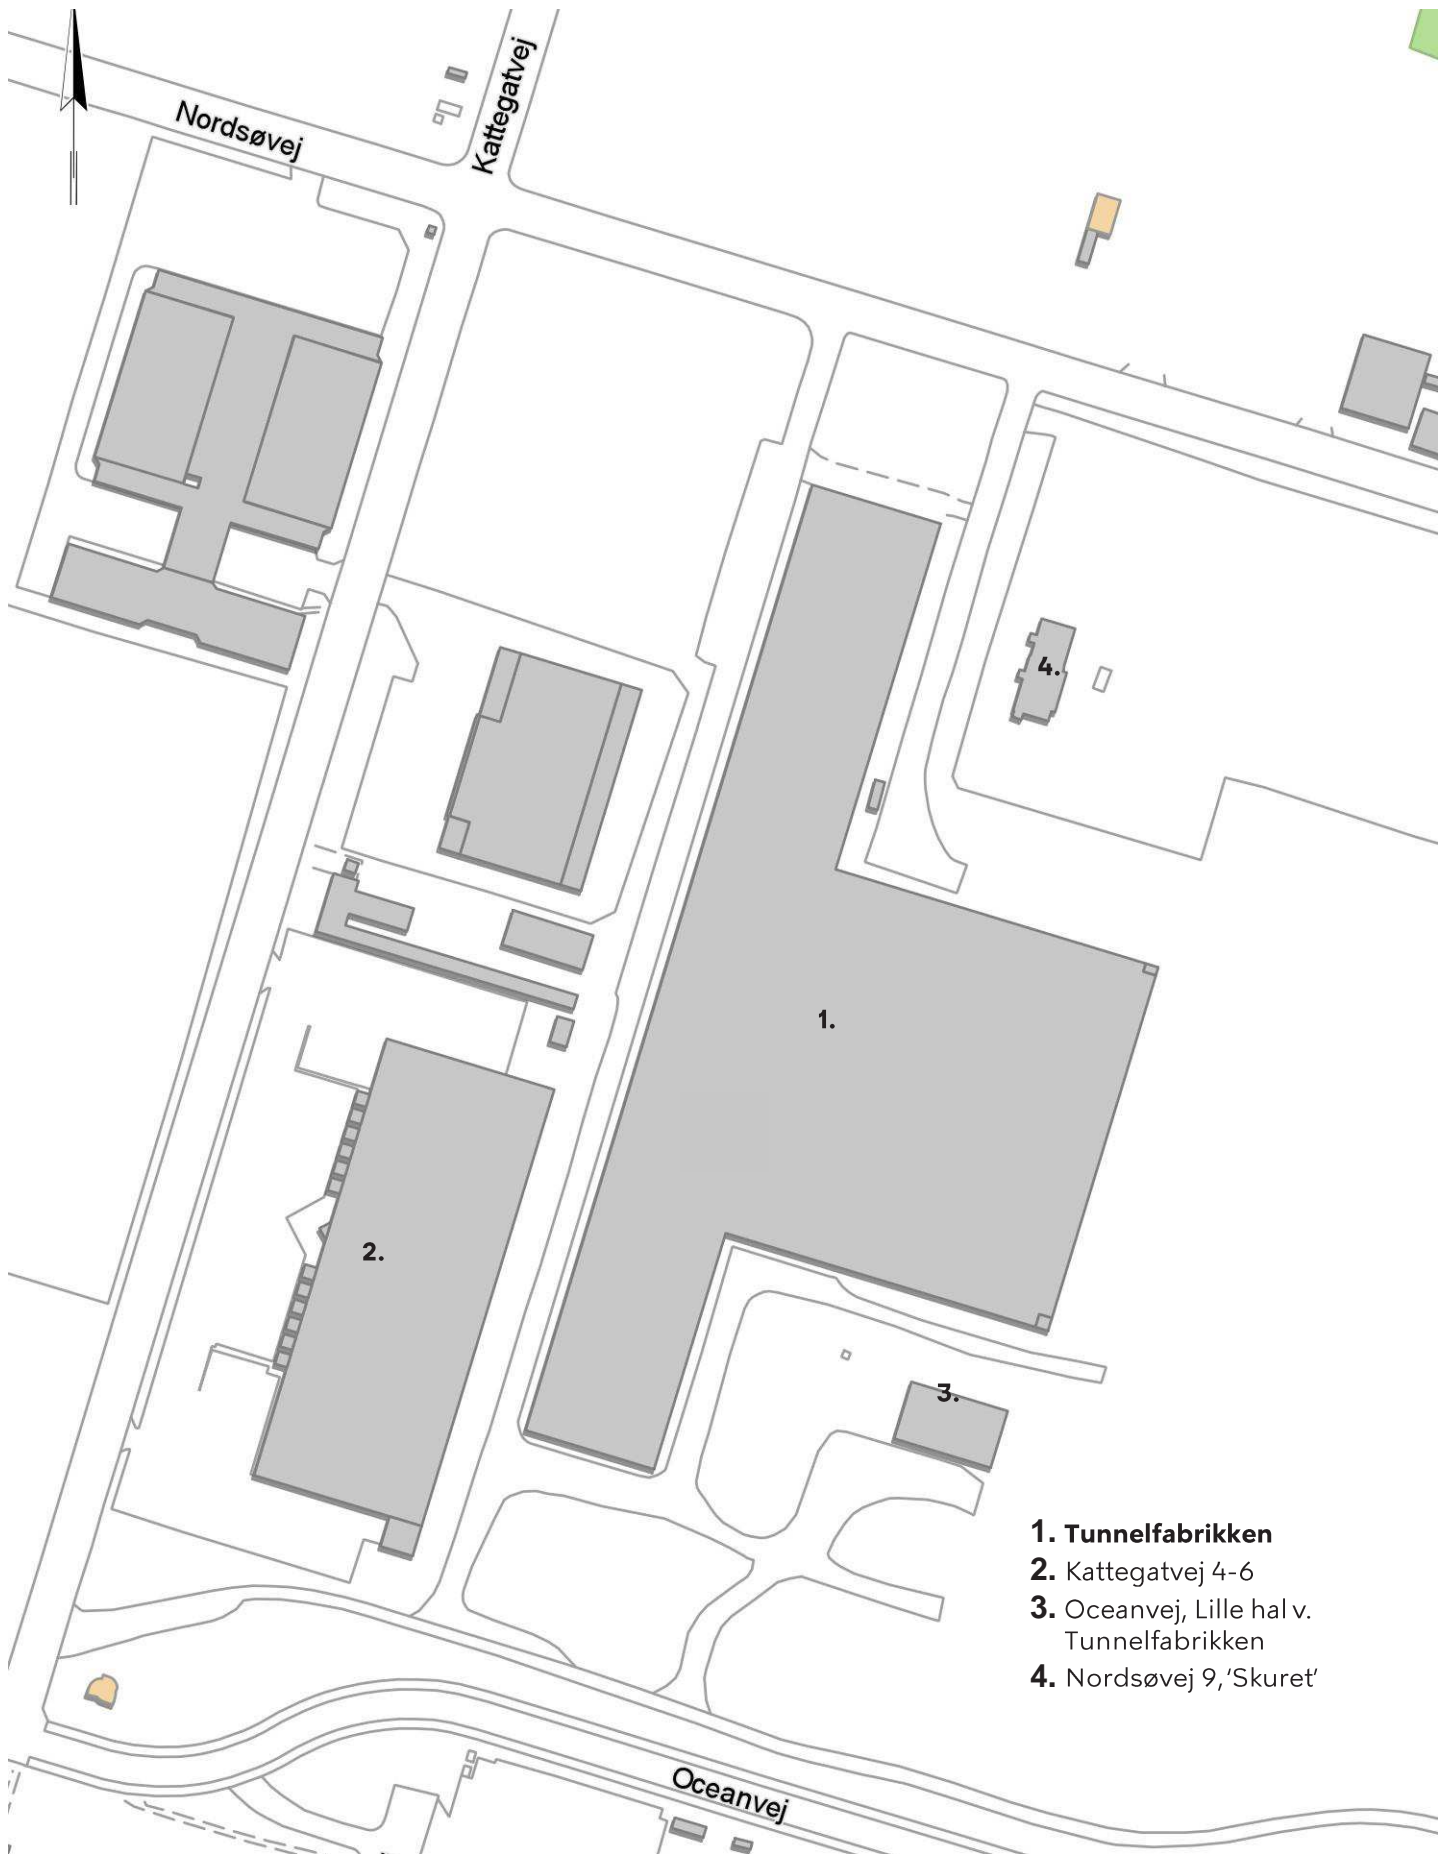 Kattegatvej
Nordsøvej
4.
1.
2.
3.
1. Tunnelfabrikken
2. Kattegatvej 4-6
3. Oceanvej, Lille hal v.
Tunnelfabrikken
4. Nordsøvej 9, ‘Skuret’
Oceanvej